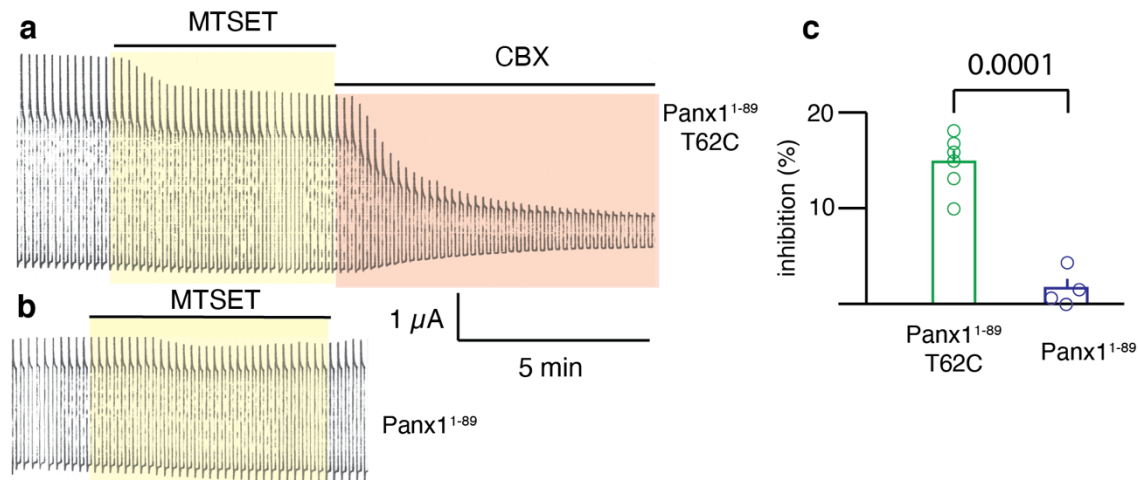 a
MTSET
CBX
Panx1¹⁻⁸⁹
T62C
b
MTSET
1 µA
5 min
Panx1¹⁻⁸⁹
c
0.0001
20
10
inhibition (%)
Panx1¹⁻⁸⁹
T62C
Panx1¹⁻⁸⁹